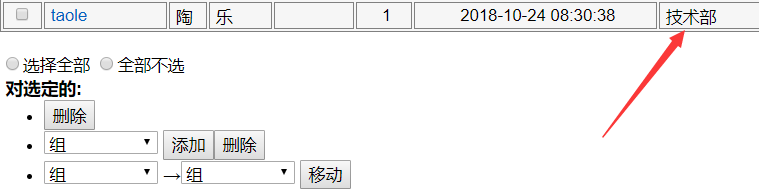 taole 陶 乐 1 2018-10-24 08:30:38 技术部
选择全部 全部不选
对选定的:
删除
组 添加 删除
组 →组 移动